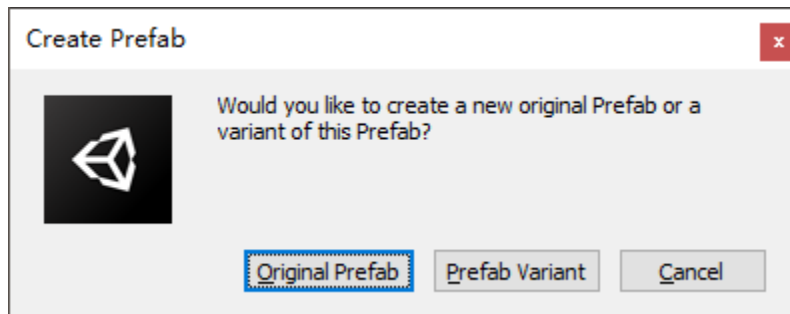 Create Prefab
x
Would you like to create a new original Prefab or a
variant of this Prefab?
Original Prefab
Prefab Variant
Cancel